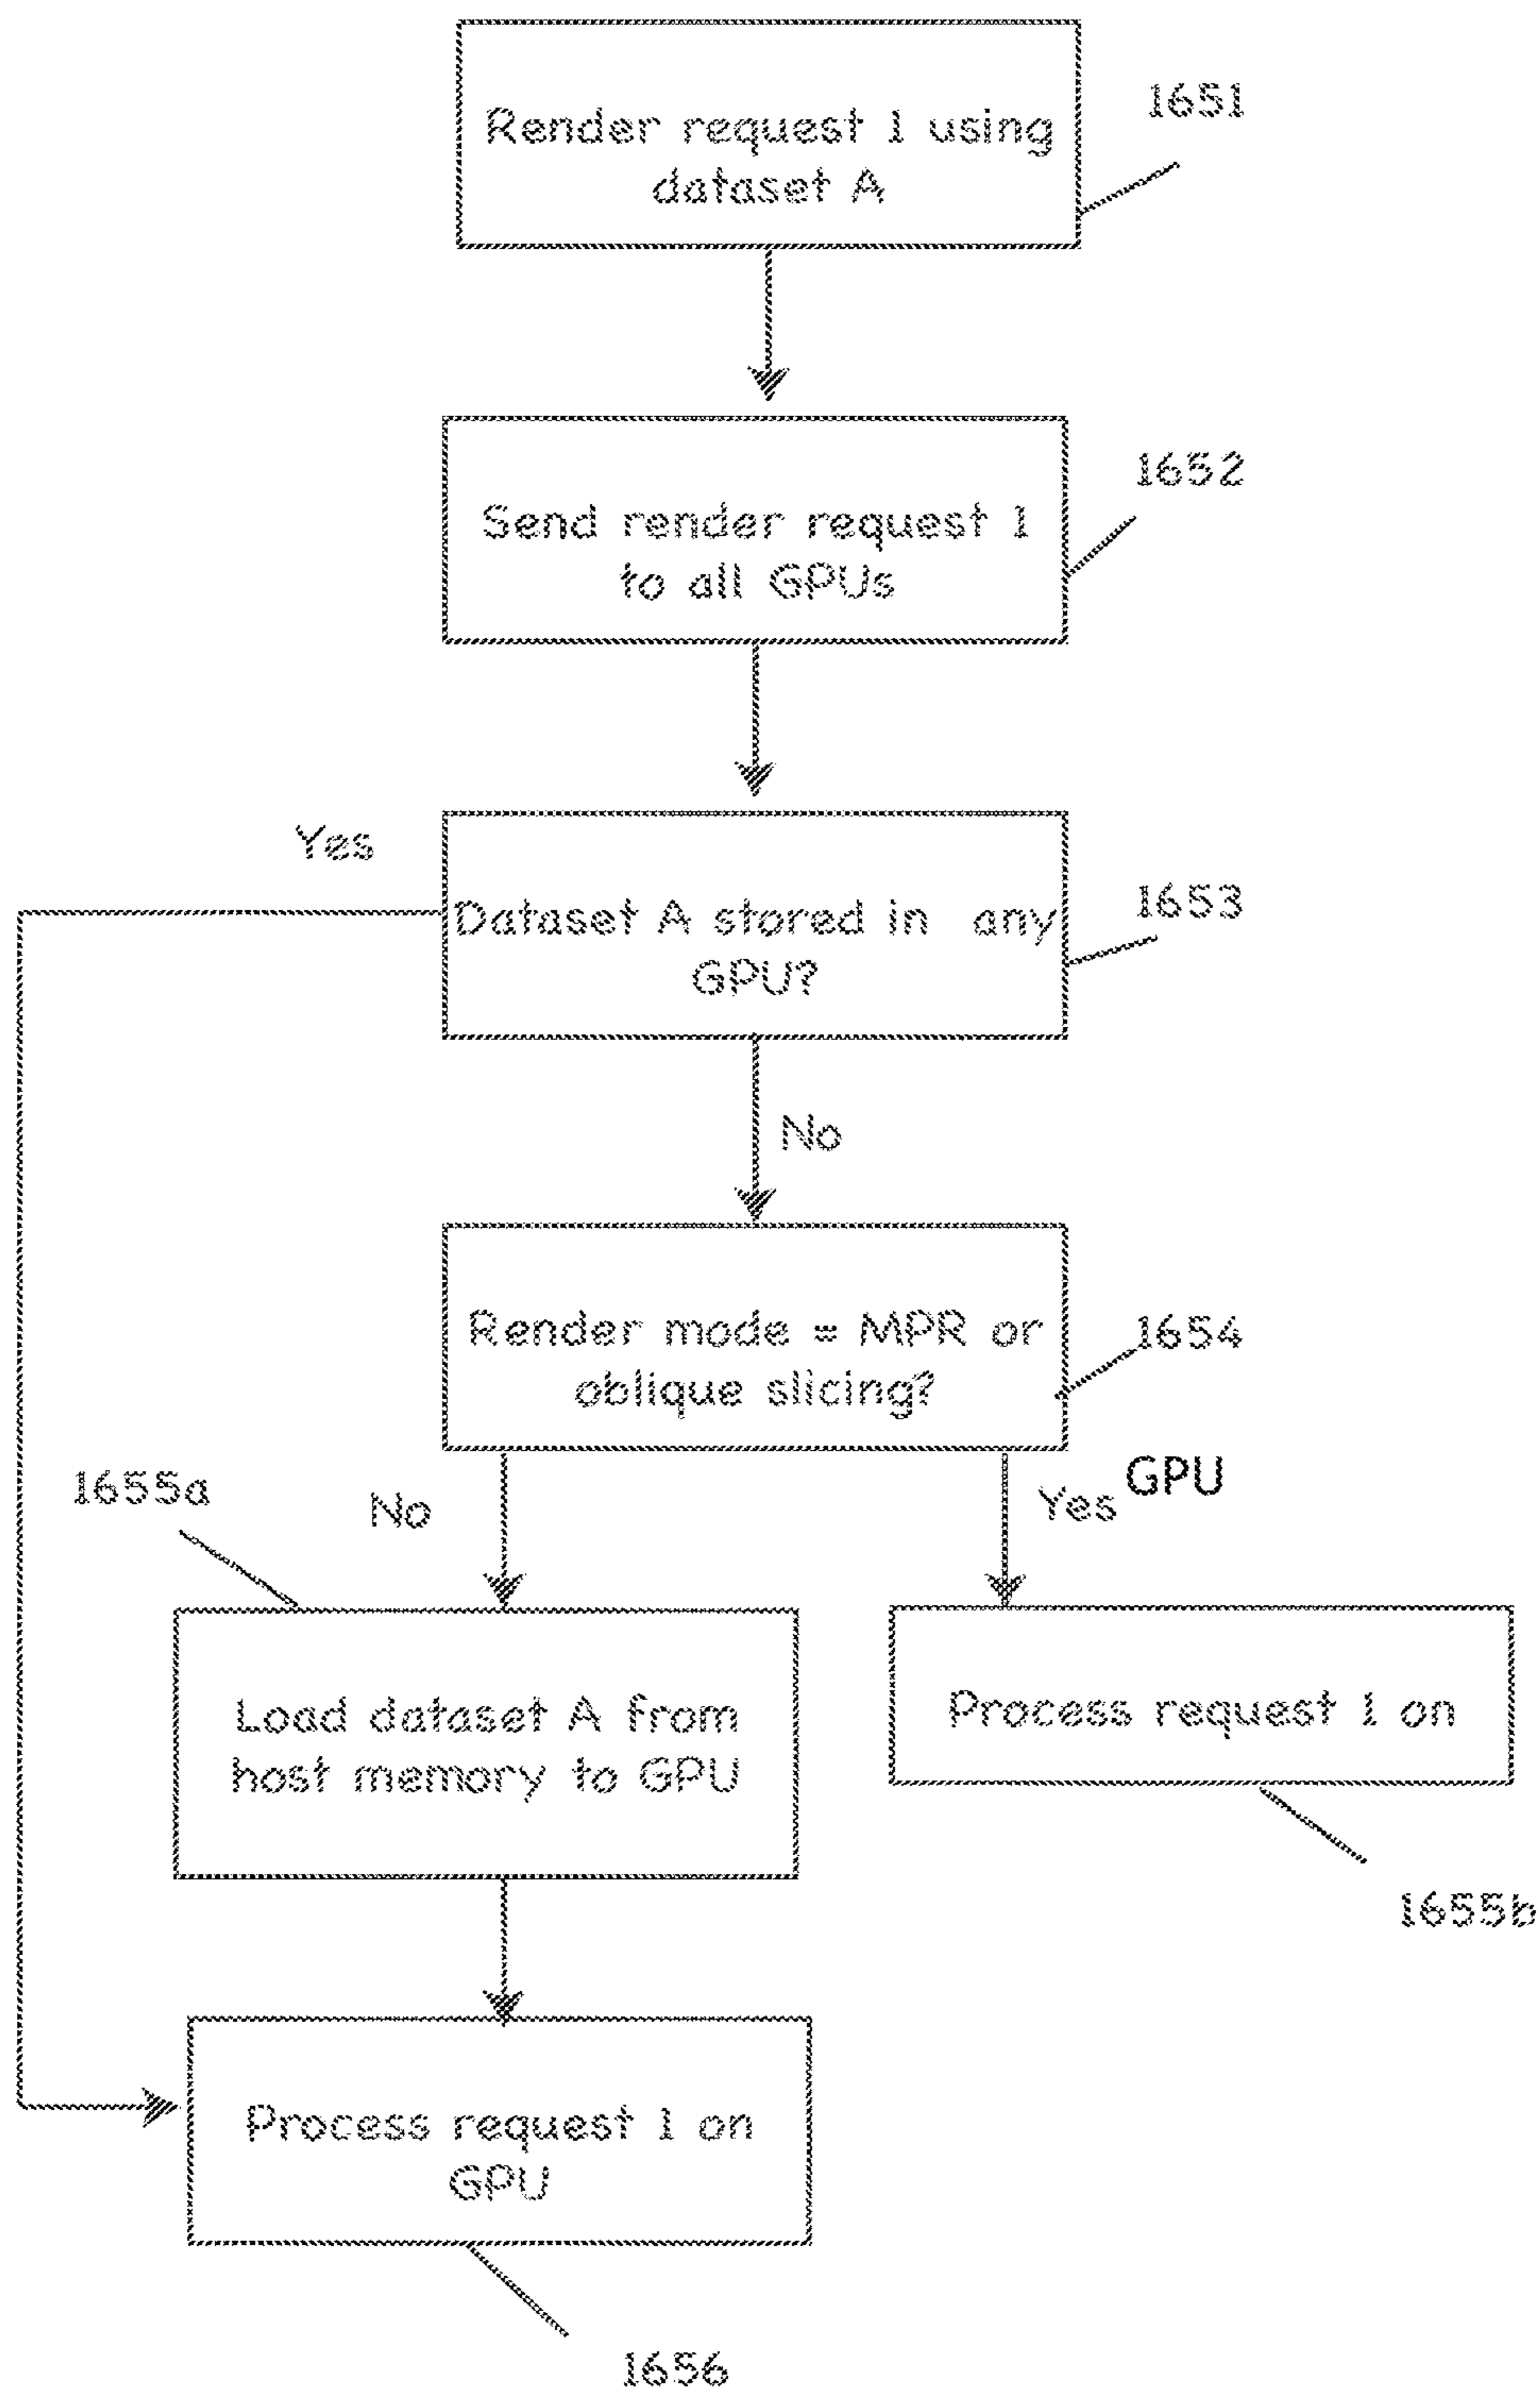 Render request 1 using
dataset A
1651
Send render request 1
to all GPUs
1652
Yes
Dataset A stored in any
GPU?
1653
No
Render mode = MPR or
oblique slicing?
1654
1655a
No
Yes
GPU
Load dataset A from
host memory to GPU
Process request 1 on
1655b
Process request 1 on
GPU
1656